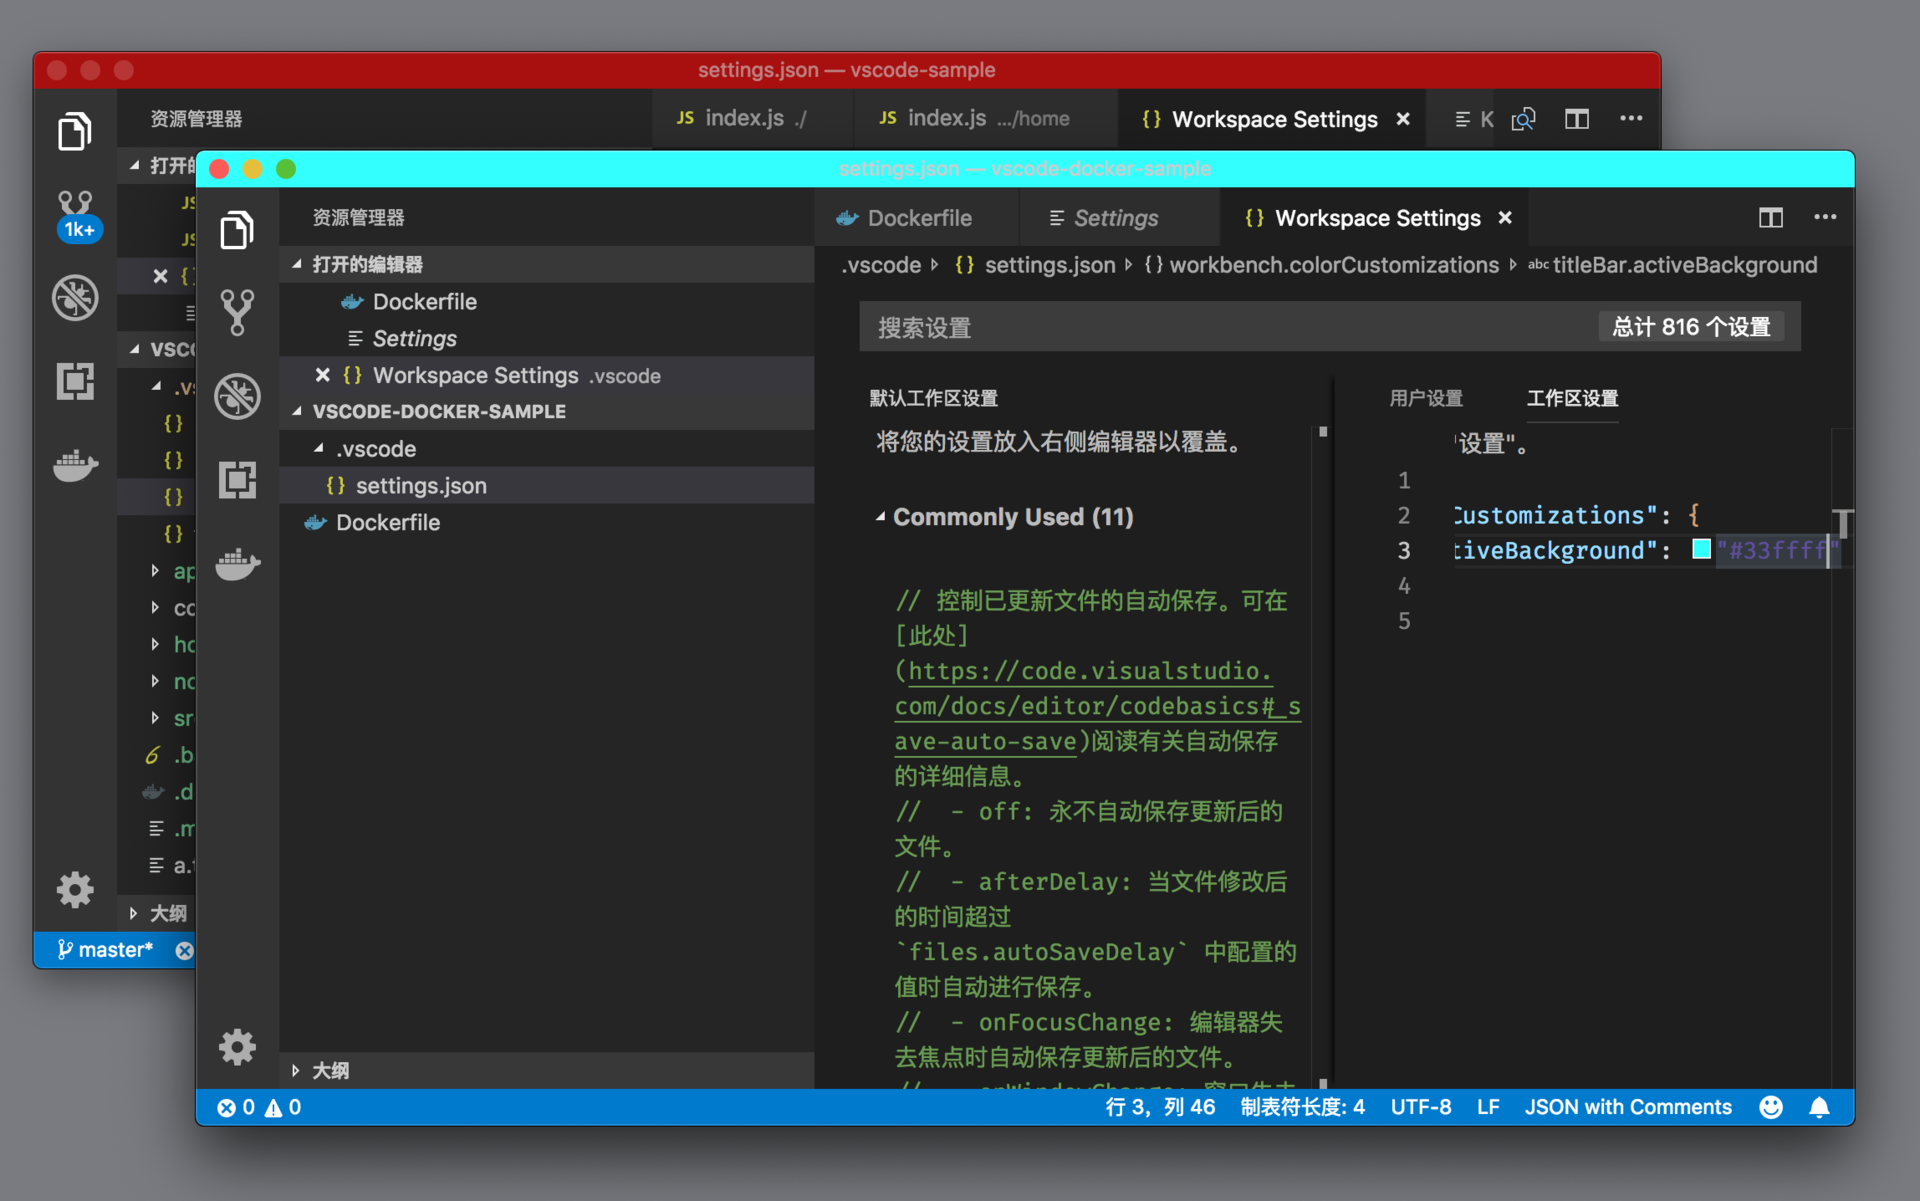 settings.json — vscode-sample
资源管理器
JS index.js ./
JS index.js .../home
{} Workspace Settings ×
K
打开的
1k+
VSCO
大纲
master*
settings.json — vscode-docker-sample
资源管理器
Dockerfile
Settings
{} Workspace Settings ×
打开的编辑器
Dockerfile
Settings
× {} Workspace Settings .vscode
VSCODE-DOCKER-SAMPLE
.vscode
{} settings.json
Dockerfile
大纲
.vscode {} settings.json {} workbench.colorCustomizations abc titleBar.activeBackground
搜索设置
总计 816 个设置
默认工作区设置
将您的设置放入右侧编辑器以覆盖。
Commonly Used (11)
// 控制已更新文件的自动保存。可在
[此处]
(https://code.visualstudio.
com/docs/editor/codebasics#_s
ave-auto-save)阅读有关自动保存
的详细信息。
//  - off: 永不自动保存更新后的
文件。
//  - afterDelay: 当文件修改后
的时间超过
`files.autoSaveDelay` 中配置的
值时自动进行保存。
//  - onFocusChange: 编辑器失
去焦点时自动保存更新后的文件。
用户设置
工作区设置
设置"。
1
2 Customizations": {
3 tiveBackground": "#33ffff"
4
5
0 0
行 3，列 46
制表符长度: 4
UTF-8
LF
JSON with Comments